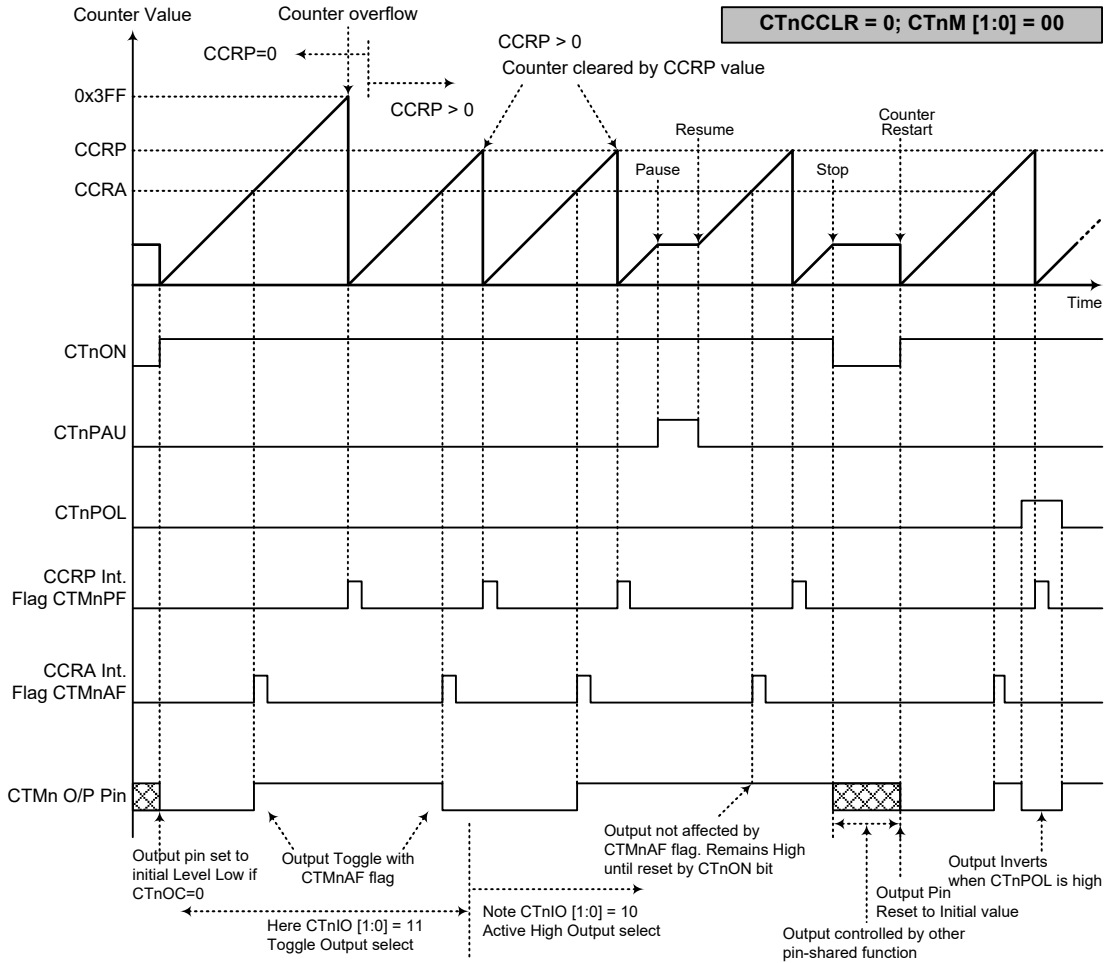 Counter Value
Counter overflow
CTnCCLR = 0; CTnM [1:0] = 00
CCRP=0
CCRP > 0
CCRP > 0
Counter cleared by CCRP value
0x3FF
CCRP
CCRA
Pause
Resume
Stop
Counter
Restart
Time
CTnON
CTnPAU
CTnPOL
CCRP Int.
Flag CTMnPF
CCRA Int.
Flag CTMnAF
CTMn O/P Pin
Output pin set to
initial Level Low if
CTnOC=0
Output Toggle with
CTMnAF flag
Here CTnIO [1:0] = 11
Toggle Output select
Note CTnIO [1:0] = 10
Active High Output select
Output not affected by
CTMnAF flag. Remains High
until reset by CTnON bit
Output controlled by other
pin-shared function
Output Pin
Reset to Initial value
Output Inverts
when CTnPOL is high